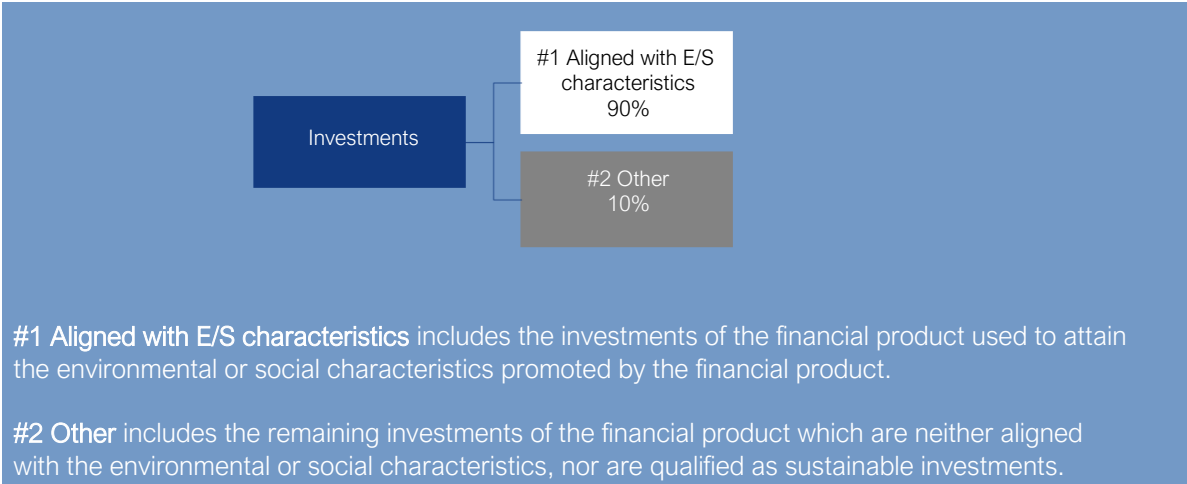 #1 Aligned with E/S
characteristics
90%
Investments
#2 Other
10%
#1 Aligned with E/S characteristics includes the investments of the financial product used to attain
the environmental or social characteristics promoted by the financial product.
#2 Other includes the remaining investments of the financial product which are neither aligned
with the environmental or social characteristics, nor are qualified as sustainable investments.